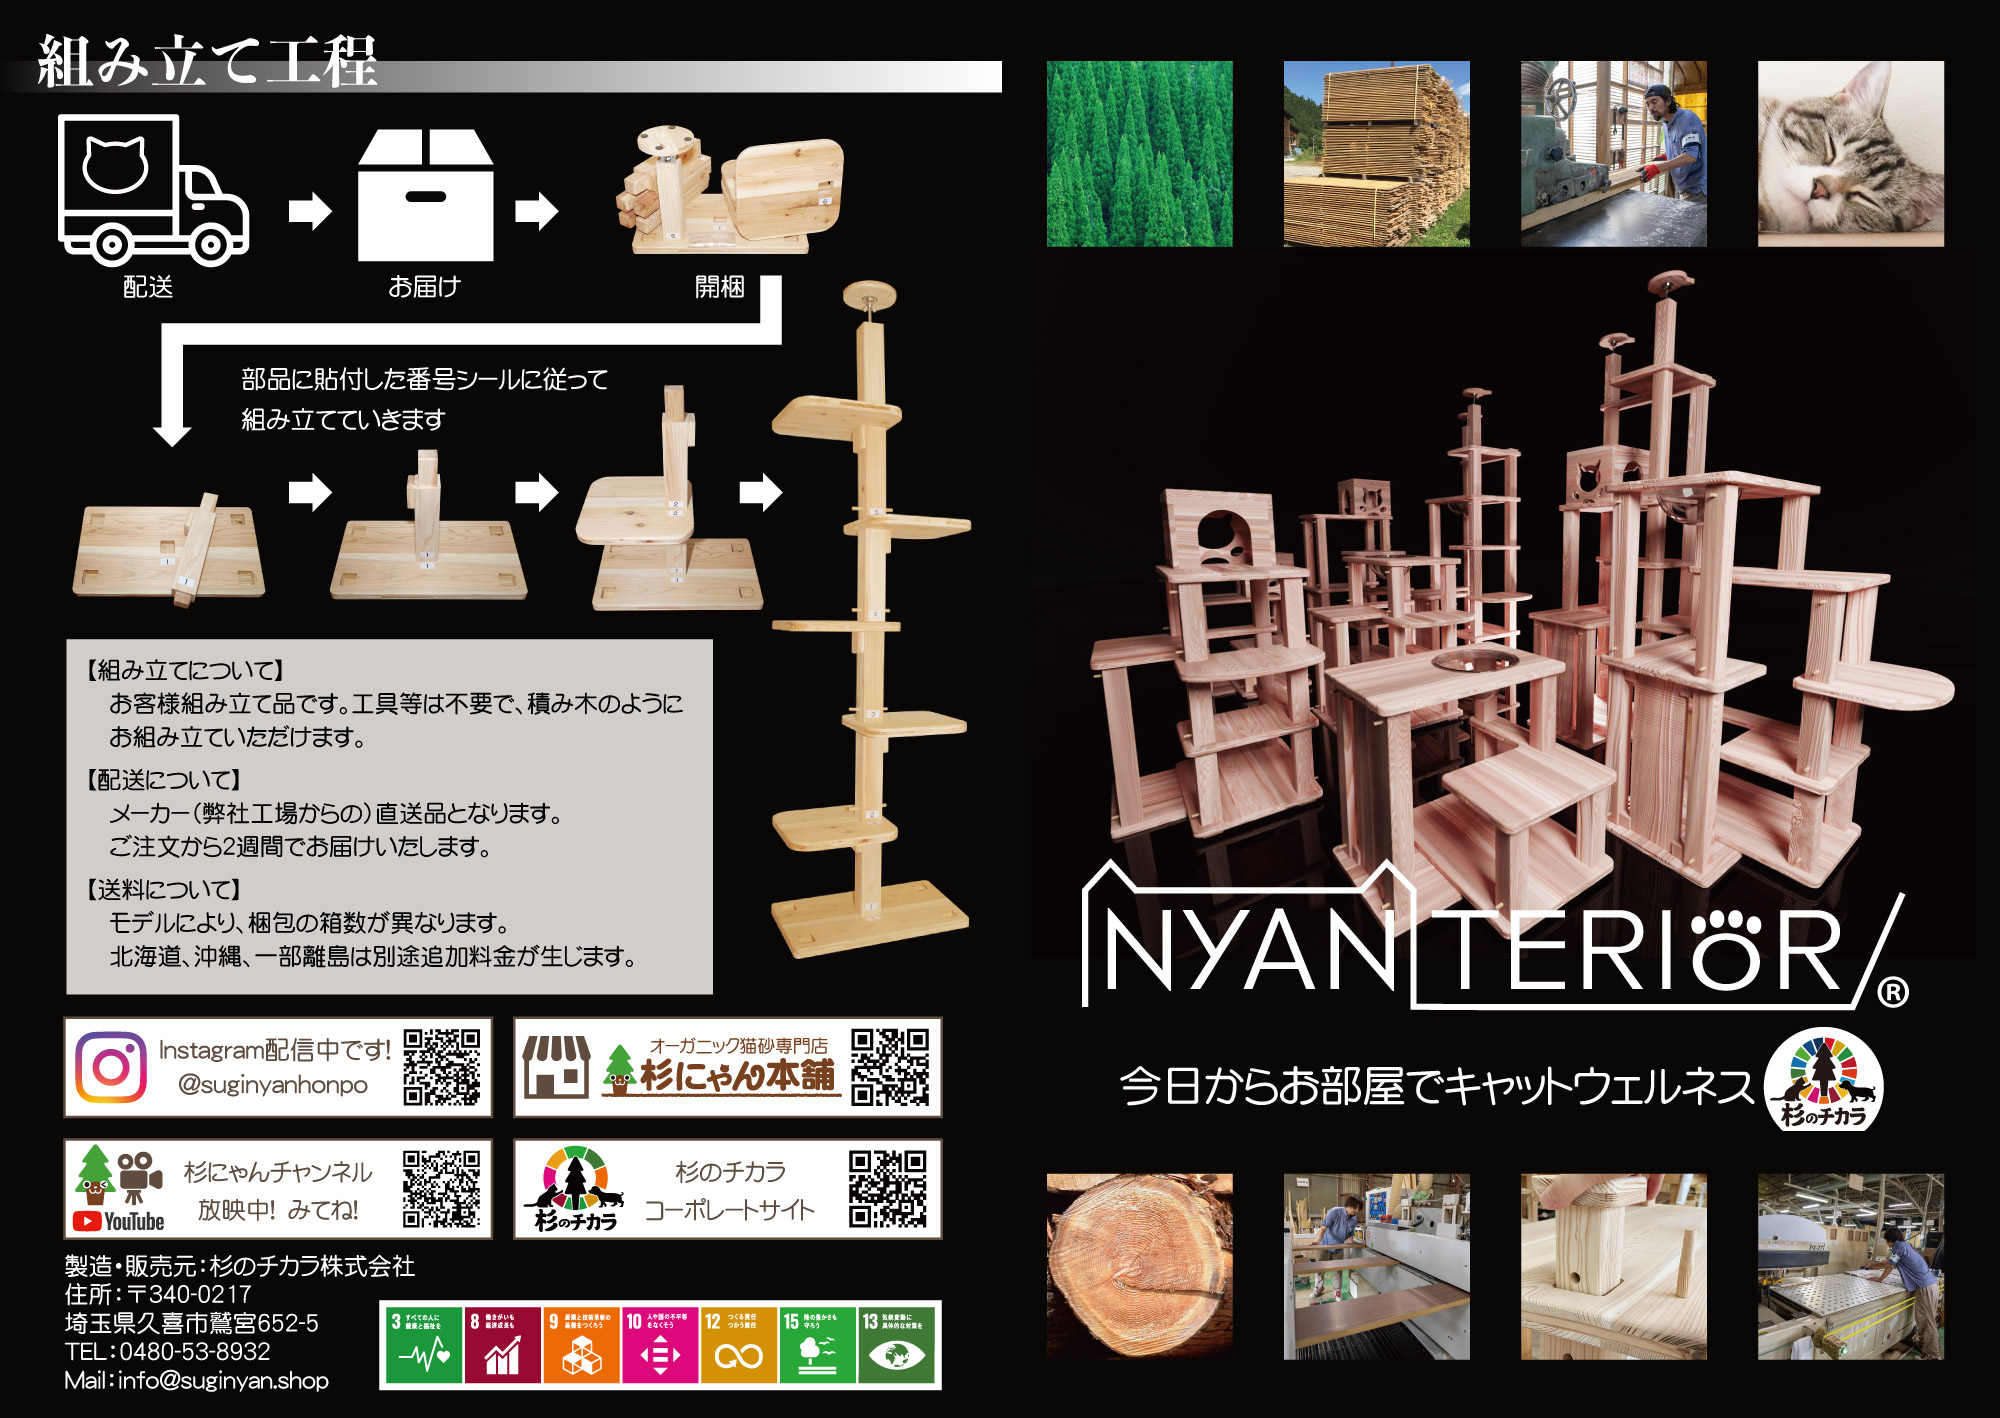 組み立て工程
配送
お届け
開梱
部品に貼付した番号シールに従って
組み立てていきます
【組み立てについて】
お客様組み立て品です。工具等は不要で、積み木のように
お組み立ていただけます。
【配送について】
メーカー(弊社工場からの)直送品となります。
ご注文から2週間でお届けいたします。
【送料について】
モデルにより、梱包の箱数が異なります。
北海道、沖縄、一部離島は別途追加料金が生じます。
Instagram配信中です!
@suginyanhonpo
オーガニック猫砂専門店
杉にゃん本舗
杉にゃんチャンネル
放映中! みてね!
YouTube
杉のチカラ
コーポレートサイト
杉のチカラ
製造・販売元:杉のチカラ株式会社
住所:〒340-0217
埼玉県久喜市鷲宮652-5
TEL:0480-53-8932
Mail:info@suginyan.shop
3 すべての人に
健康と福祉を
8 働きがいも
経済成長も
9 産業と技術革新の
基盤をつくろう
10 人や国の不平等
をなくそう
12 つくる責任
つかう責任
15 陸の豊かさも
守ろう
13 気候変動に
具体的な対策を
NYANTERIOR®
今日からお部屋でキャットウェルネス
杉のチカラ